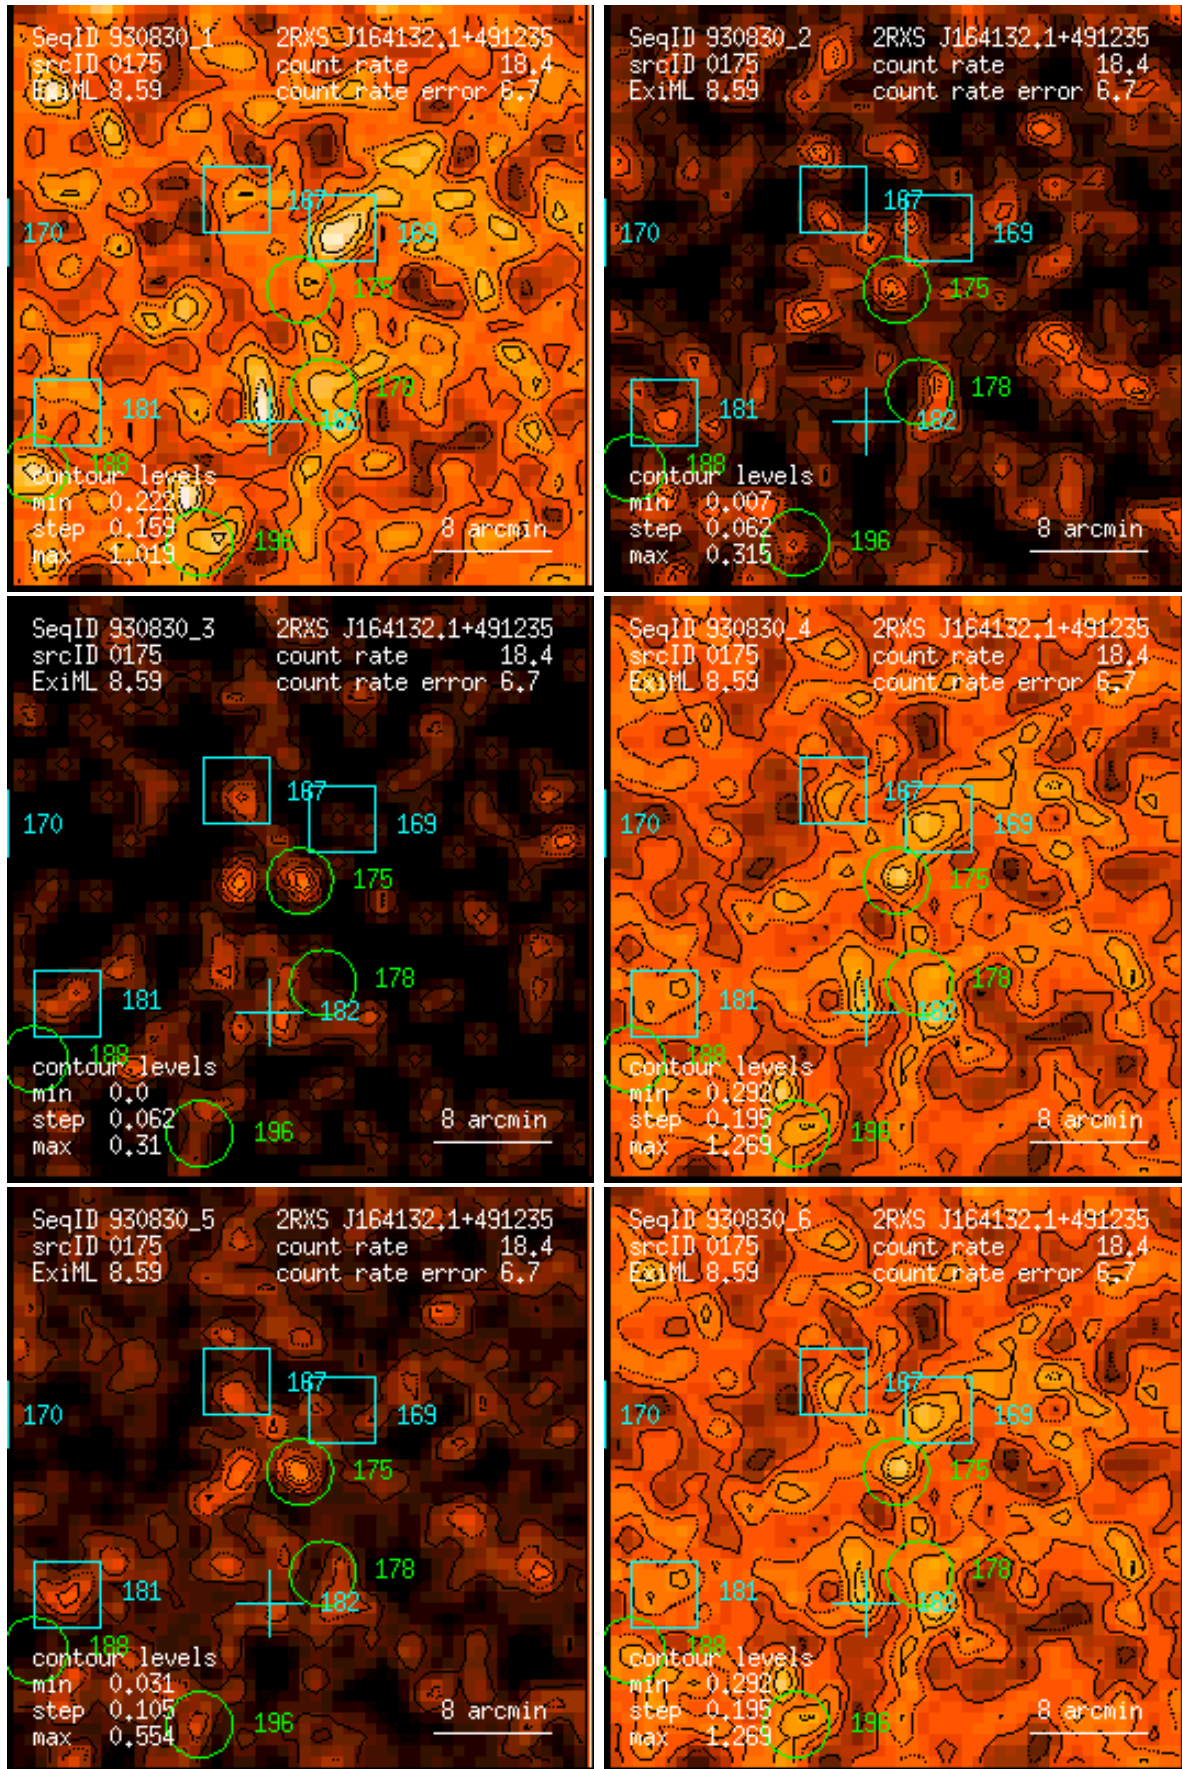 SeqID 930830_1 2RXS J164132.1+491235
srcID 0175 count rate 18.4
ExiML 8.59 count rate error 6.7
187
170 169
175
178
181 182
188
contour levels
min 0.222
step 0.159 196 8 arcmin
max 1.019
SeqID 930830_2 2RXS J164132.1+491235
srcID 0175 count rate 18.4
ExiML 8.59 count rate error 6.7
187
170 169
175
178
181 182
188
contour levels
min 0.007
step 0.062 196 8 arcmin
max 0.315
SeqID 930830_3 2RXS J164132.1+491235
srcID 0175 count rate 18.4
ExiML 8.59 count rate error 6.7
187
170 169
175
178
181 182
188
contour levels
min 0.0
step 0.062 8 arcmin
max 0.31 196
SeqID 930830_4 2RXS J164132.1+491235
srcID 0175 count rate 18.4
ExiML 8.59 count rate error 6.7
187
170 169
175
178
181 182
188
contour levels
min 0.292
step 0.195 8 arcmin
max 1.269 196
SeqID 930830_5 2RXS J164132.1+491235
srcID 0175 count rate 18.4
ExiML 8.59 count rate error 6.7
187
170 169
175
178
181 182
188
contour levels
min 0.031
step 0.105 8 arcmin
max 0.554 196
SeqID 930830_6 2RXS J164132.1+491235
srcID 0175 count rate 18.4
ExiML 8.59 count rate error 6.7
187
170 169
175
178
181 182
188
contour levels
min 0.292
step 0.195 8 arcmin
max 1.269 196